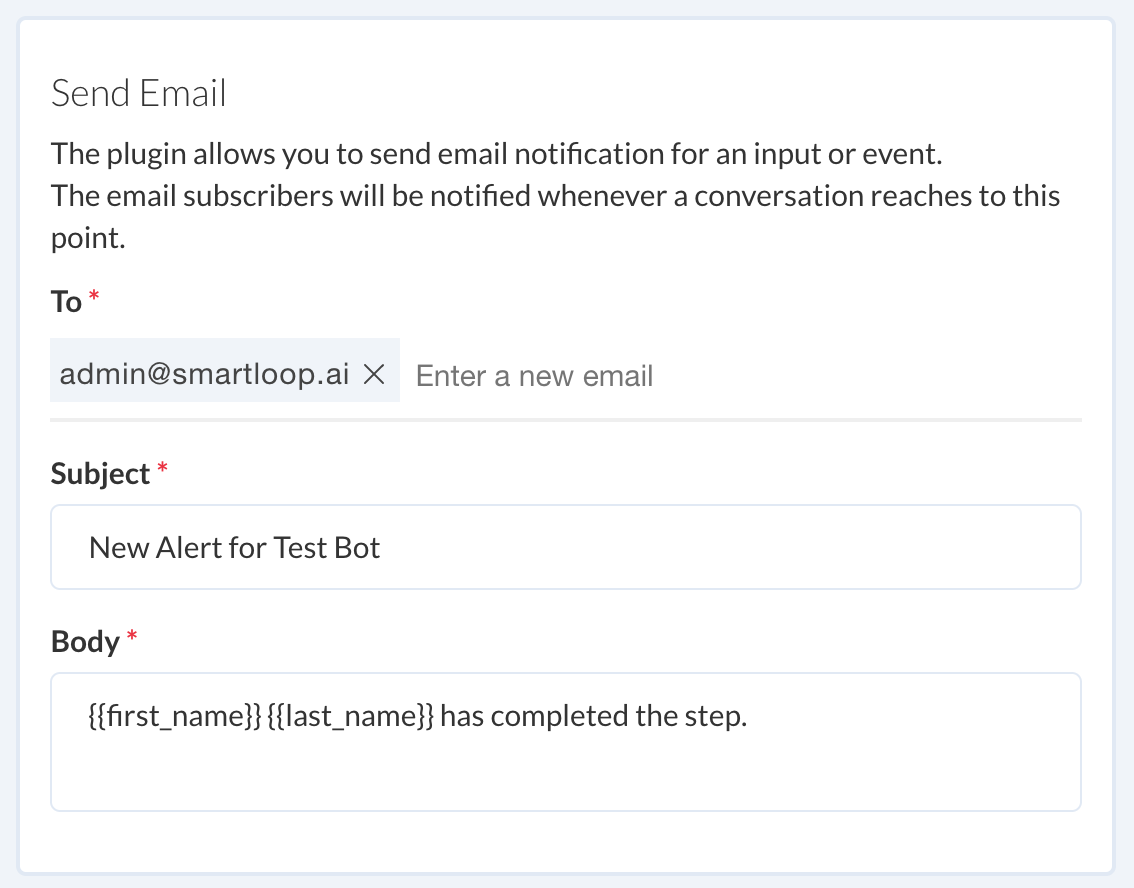 Send Email
The plugin allows you to send email notification for an input or event.
The email subscribers will be notified whenever a conversation reaches to this
point.
To *
admin@smartloop.ai × Enter a new email
Subject *
New Alert for Test Bot
Body *
{{first_name}} {{last_name}} has completed the step.